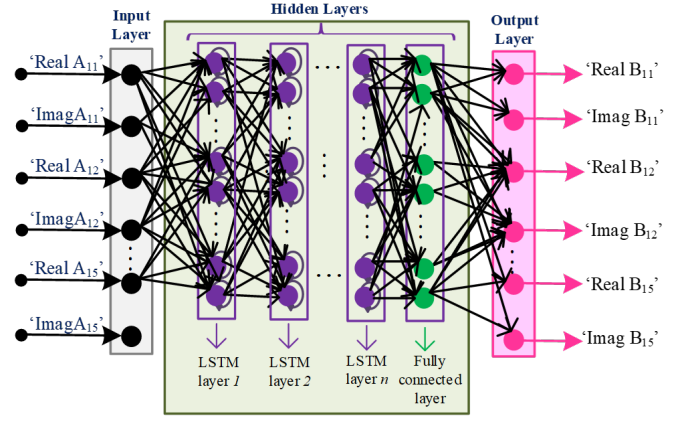 Input
Layer
Hidden Layers
Output
Layer
‘Real A11’
‘ImagA11’
‘Real A12’
‘ImagA12’
‘Real A15’
‘ImagA15’
‘Real B11’
‘Imag B11’
‘Real B12’
‘Imag B12’
‘Real B15’
‘Imag B15’
LSTM
layer 1
LSTM
layer 2
LSTM
layer n
Fully
connected
layer